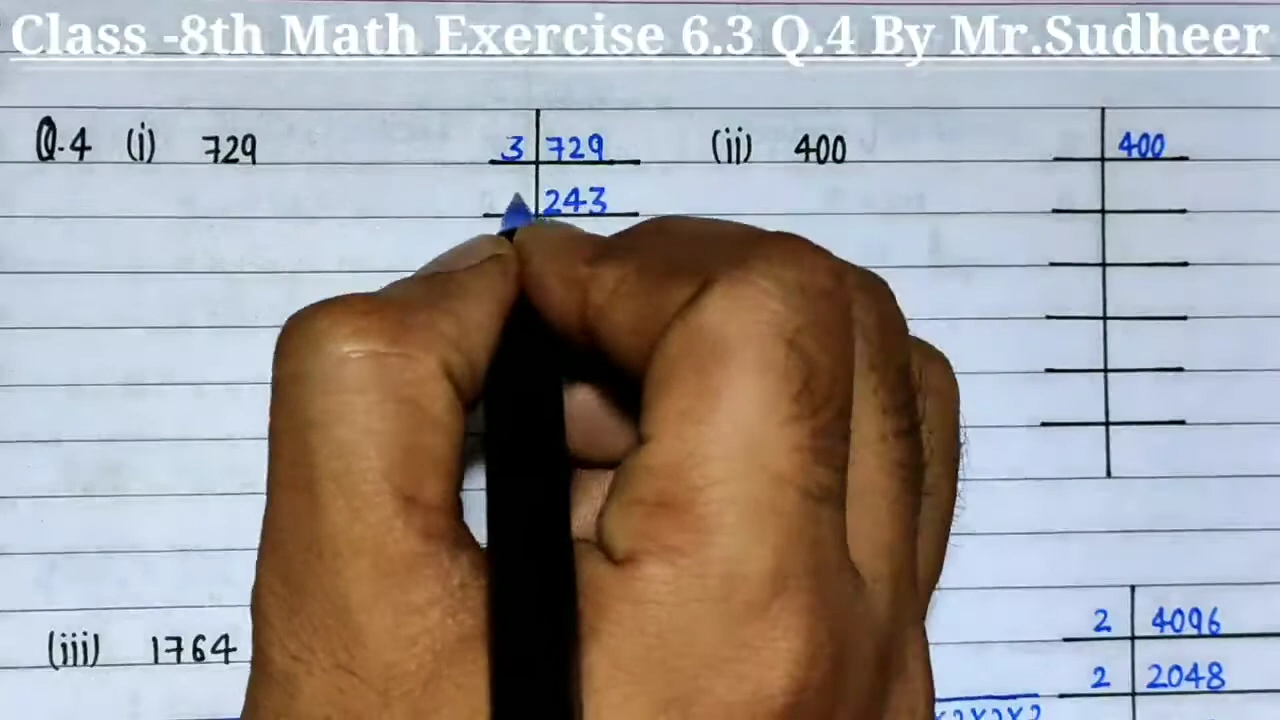 Class -8th Math Exercise 6.3 Q.4 By Mr.Sudheer
Q.4 (i) 729
3 729
243
(ii) 400
400
(iii) 1764
2 4096
2 2048